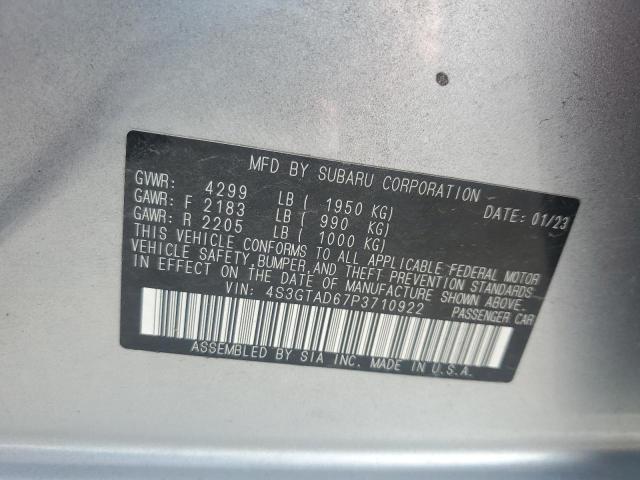 MFD BY SUBARU CORPORATION
GVWR: 4299 LB ( 1950 KG) DATE: 01/23
GAWR: F 2183 LB ( 990 KG)
GAWR: R 2205 LB ( 1000 KG)
THIS VEHICLE CONFORMS TO ALL APPLICABLE FEDERAL MOTOR
VEHICLE SAFETY, BUMPER, AND THEFT PREVENTION STANDARDS
IN EFFECT ON THE DATE OF MANUFACTURE SHOWN ABOVE.
VIN: 4S3GTAD67P3710922 PASSENGER CAR
ASSEMBLED BY SIA INC. MADE IN U.S.A.